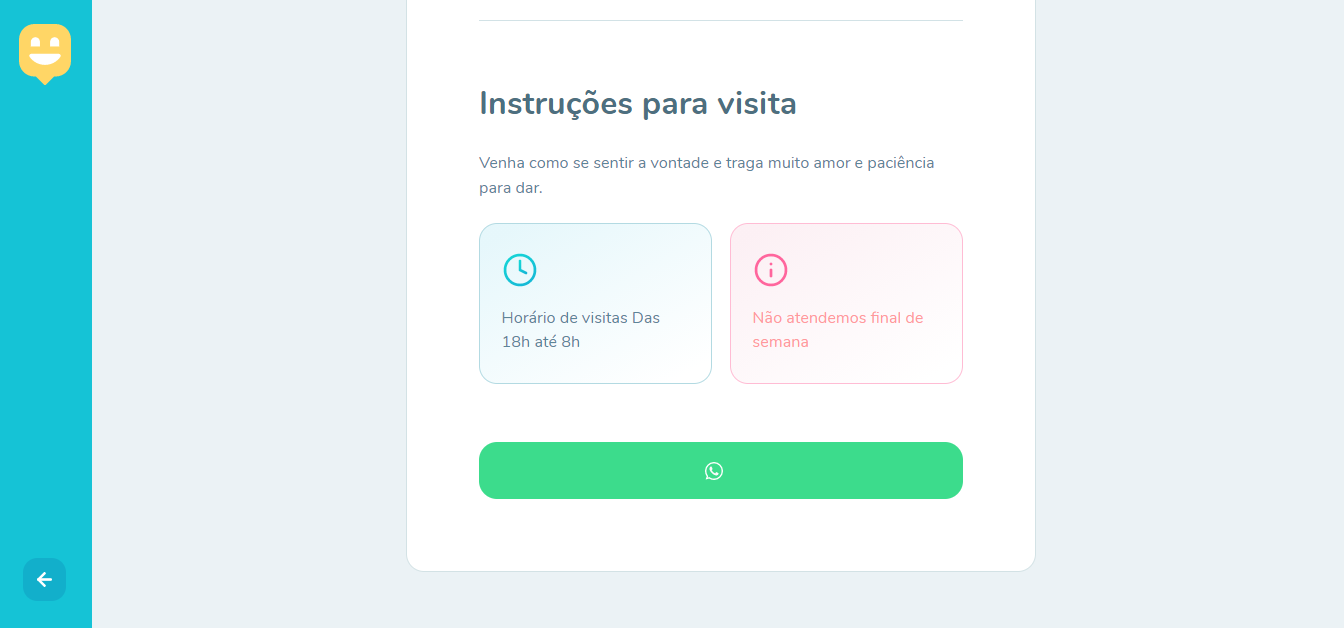 Instruções para visita
Venha como se sentir a vontade e traga muito amor e paciência
para dar.
Horário de visitas Das
18h até 8h
Não atendemos final de
semana